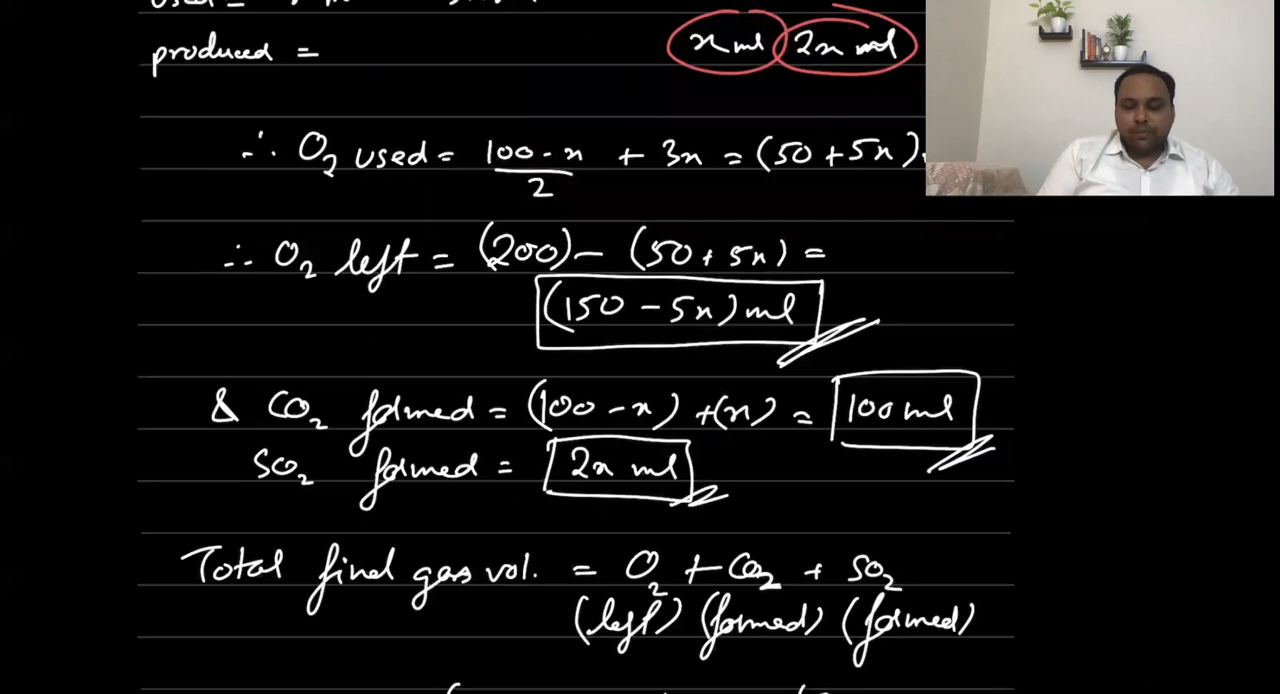 used =
x ml 2x ml
produced =
∴ O₂ used = (100 - x)/2 + 3x = (50 + 5x)
∴ O₂ left = (200) - (50 + 5x) =
(150 - 5x) ml
& CO₂ formed = (100 - x) + (x) = 100 ml
SO₂ formed = 2x ml
Total final gas vol. = O₂ + CO₂ + SO₂
(left) (formed) (formed)